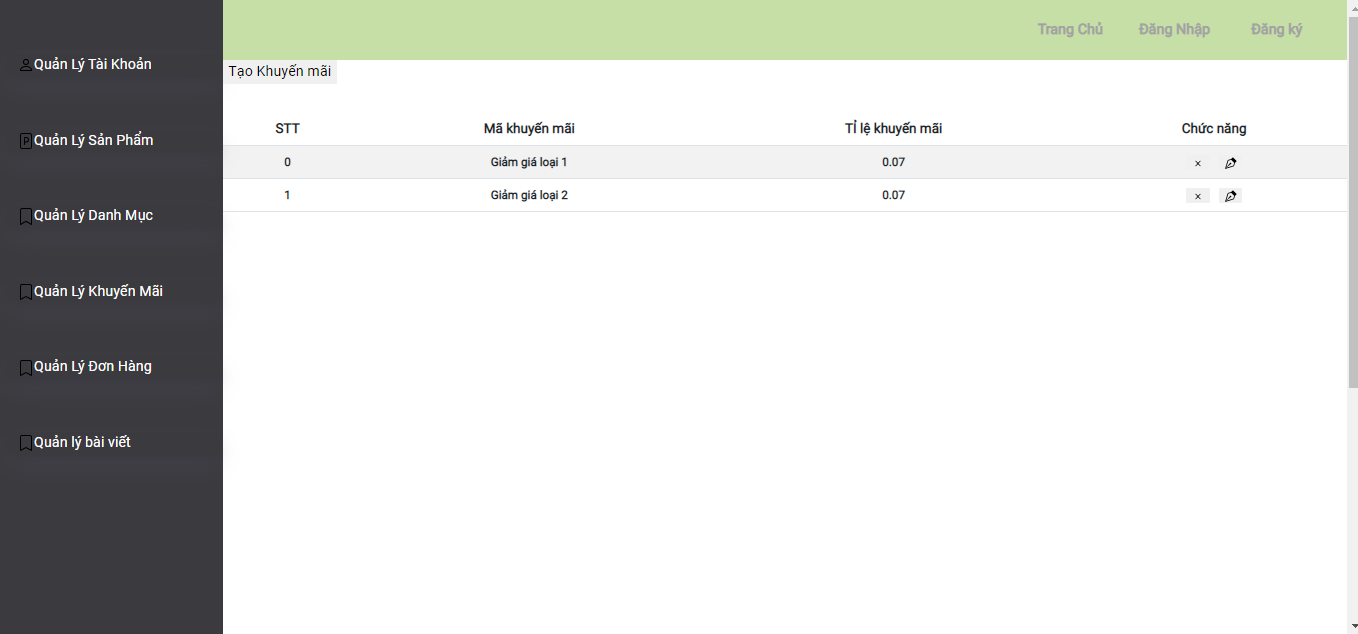 Trang Chủ Đăng Nhập Đăng ký
Quản Lý Tài Khoản
Quản Lý Sản Phẩm
Quản Lý Danh Mục
Quản Lý Khuyến Mãi
Quản Lý Đơn Hàng
Quản lý bài viết
Tạo Khuyến mãi
STT Mã khuyến mãi Tỉ lệ khuyến mãi Chức năng
0 Giảm giá loại 1 0.07 ×
1 Giảm giá loại 2 0.07 ×